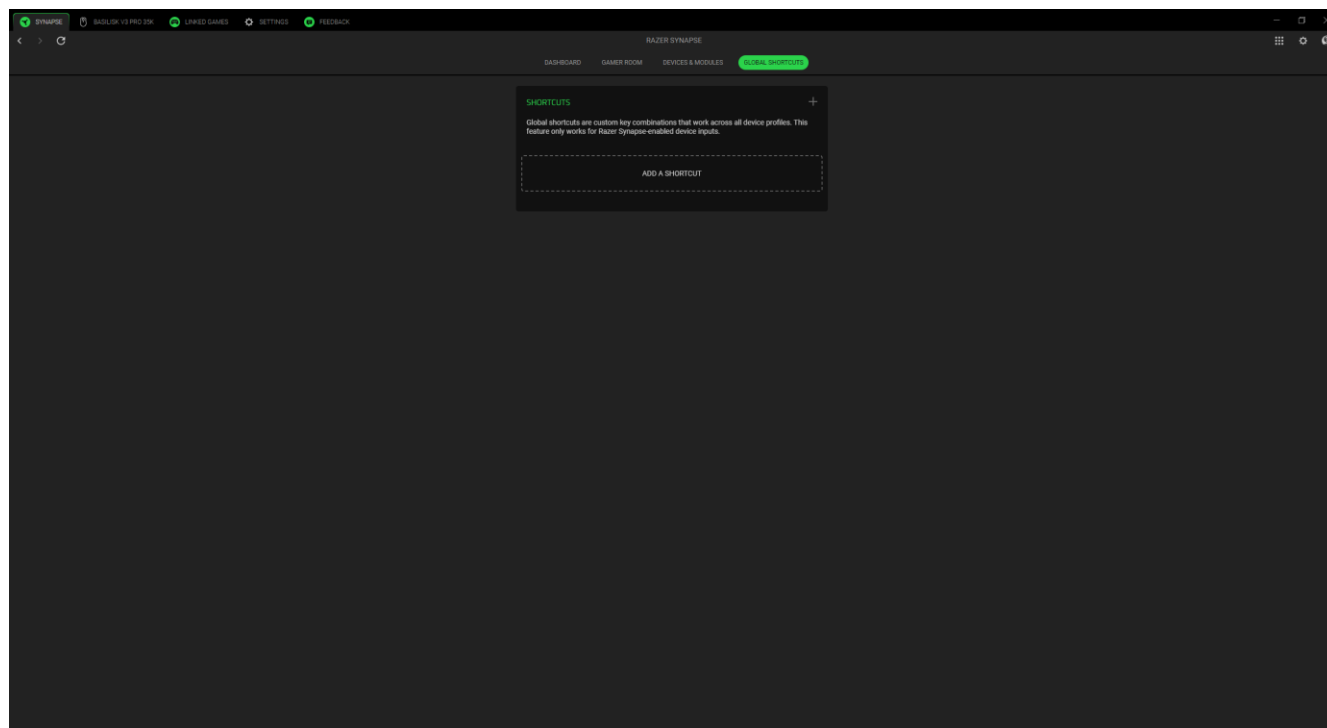 SYNAPSE
BASILISK V3 PRO 35K
LINKED GAMES
SETTINGS
FEEDBACK
RAZER SYNAPSE
DASHBOARD
GAMER ROOM
DEVICES & MODULES
GLOBAL SHORTCUTS
SHORTCUTS
Global shortcuts are custom key combinations that work across all device profiles. This
feature only works for Razer Synapse-enabled device inputs.
ADD A SHORTCUT